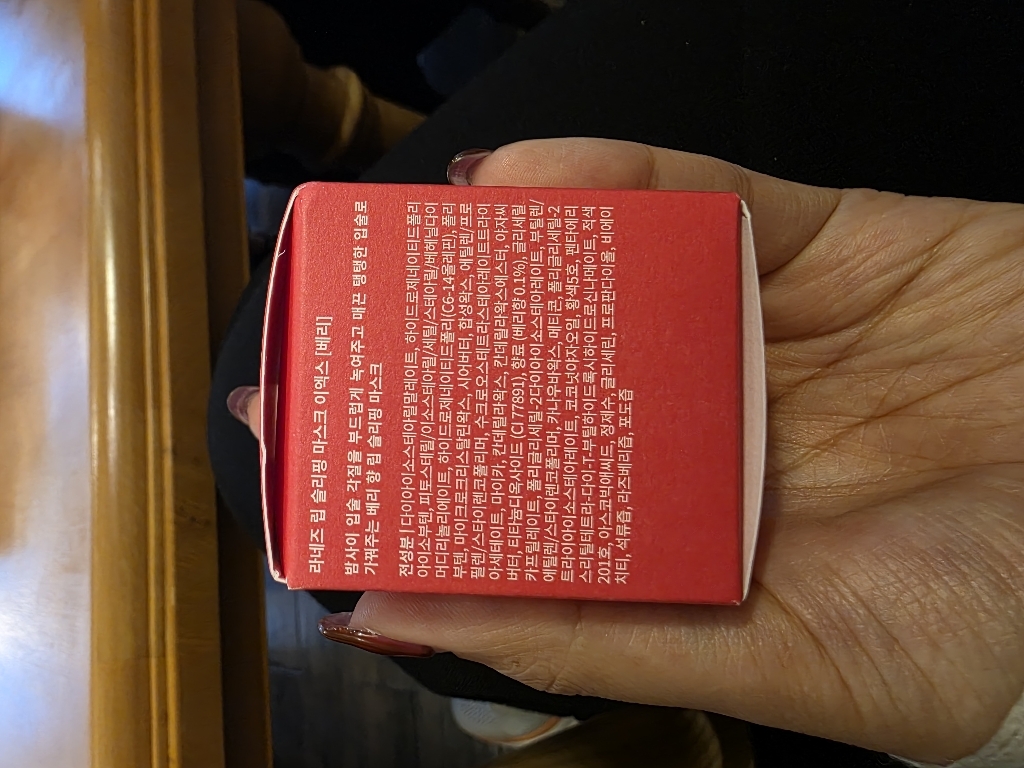 라네즈 립 슬리핑 마스크 이엑스 [베리]
밤사이 입술 각질을 부드럽게 녹여주고 매끈 탱탱한 입술로
가꿔주는 베리 향 립 슬리핑 마스크
전성분 다이아이소스테아릴말레이트, 하이드로제네이티드폴리
아이소부텐, 피토스테릴/이소스테아릴/세틸/스테아릴/베헤닐다이
머디리놀리에이트, 하이드로제네이티드폴리(C6-14올레핀), 폴리
부텐, 마이크로크리스탈린왁스, 시어버터, 합성왁스, 에틸렌/프로
필렌/스타이렌코폴리머, 수크로오스테트라스테아레이트트라이
아세테이트, 마이카, 칸데릴라왁스, 칸데릴라왁스에스터, 야자씨
버터, 티타늄디옥사이드 (CI 77891), 향료 (베리향 0.1%), 글리세릴
카프릴레이트, 폴리글리세릴-2다이아이소스테아레이트, 부틸렌/
에틸렌/스타이렌코폴리머, 카나우바왁스, 메티콘, 폴리글리세릴-2
트라이아이소스테아레이트, 코코넛야자오일, 황색5호, 펜타에리
스리틸테트라-다이-T-부틸하이드록시하이드로신나메이트, 적색
201호, 아스코빅애씨드, 정제수, 글리세린, 프로판다이올, 비에이치
치티, 석류즙, 라즈베리즙, 포도즙